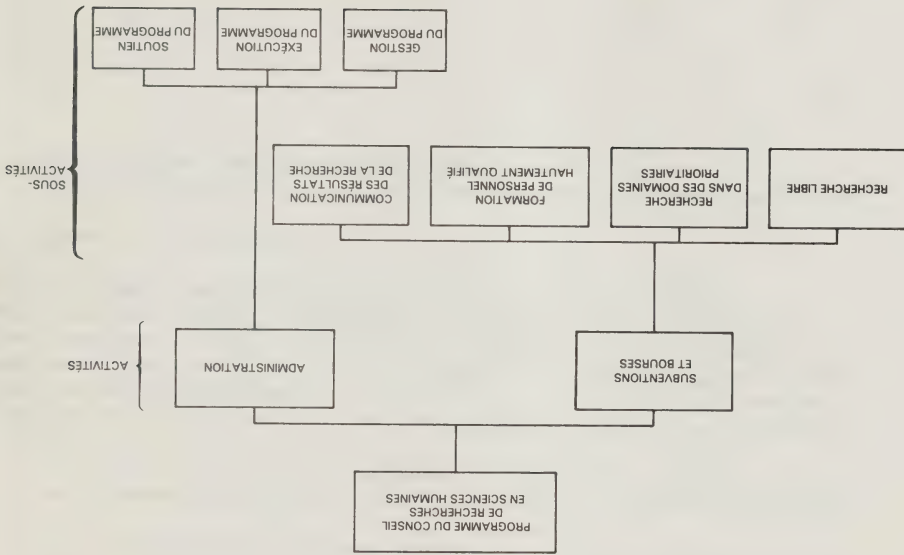 PROGRAMME DU CONSEIL
DE RECHERCHES
EN SCIENCES HUMAINES
SUBVENTIONS
ET BOURSES
ADMINISTRATION
ACTIVITÉS
RECHERCHE LIBRE
RECHERCHE
DANS DES DOMAINES
PRIORITAIRES
FORMATION
DE PERSONNEL
HAUTEMENT QUALIFIÉ
COMMUNICATION
DES RÉSULTATS
DE LA RECHERCHE
GESTION
DU PROGRAMME
EXÉCUTION
DU PROGRAMME
SOUTIEN
DU PROGRAMME
SOUS-
ACTIVITÉS